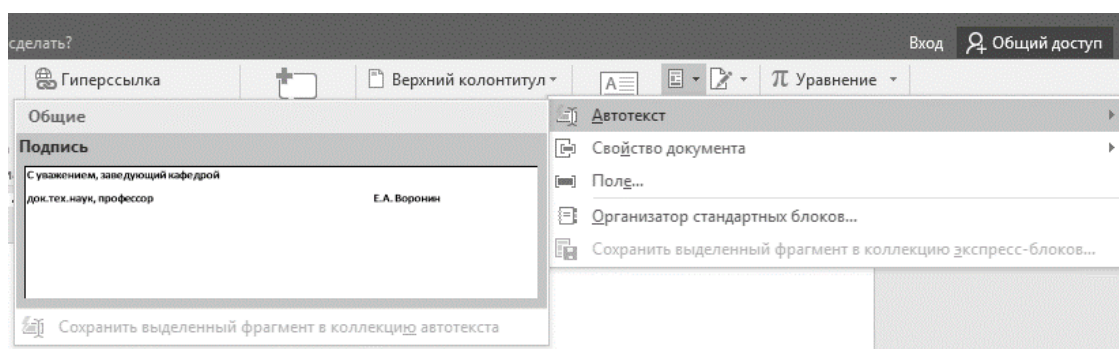 сделать?
Вход
Общий доступ
Гиперссылка
Верхний колонтитул
π Уравнение
Общие
Подпись
С уважением, заведующий кафедрой
док.тех.наук, профессор Е.А. Воронин
Сохранить выделенный фрагмент в коллекцию автотекста
Автотекст
Свойство документа
Поле...
Организатор стандартных блоков...
Сохранить выделенный фрагмент в коллекцию экспресс-блоков...